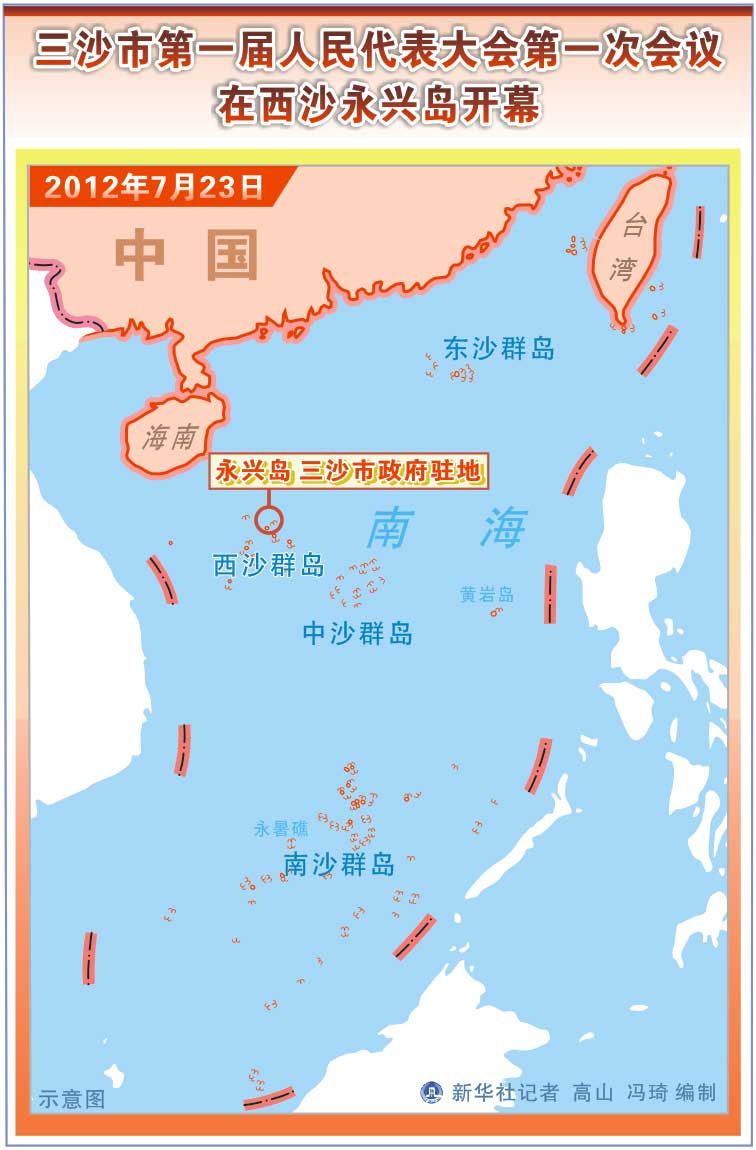 三沙市第一届人民代表大会第一次会议
在西沙永兴岛开幕
2012年7月23日
中国
台湾
东沙群岛
海南
永兴岛 三沙市政府驻地
南海
西沙群岛
黄岩岛
中沙群岛
永暑礁
南沙群岛
示意图
新华社记者 高山 冯琦 编制